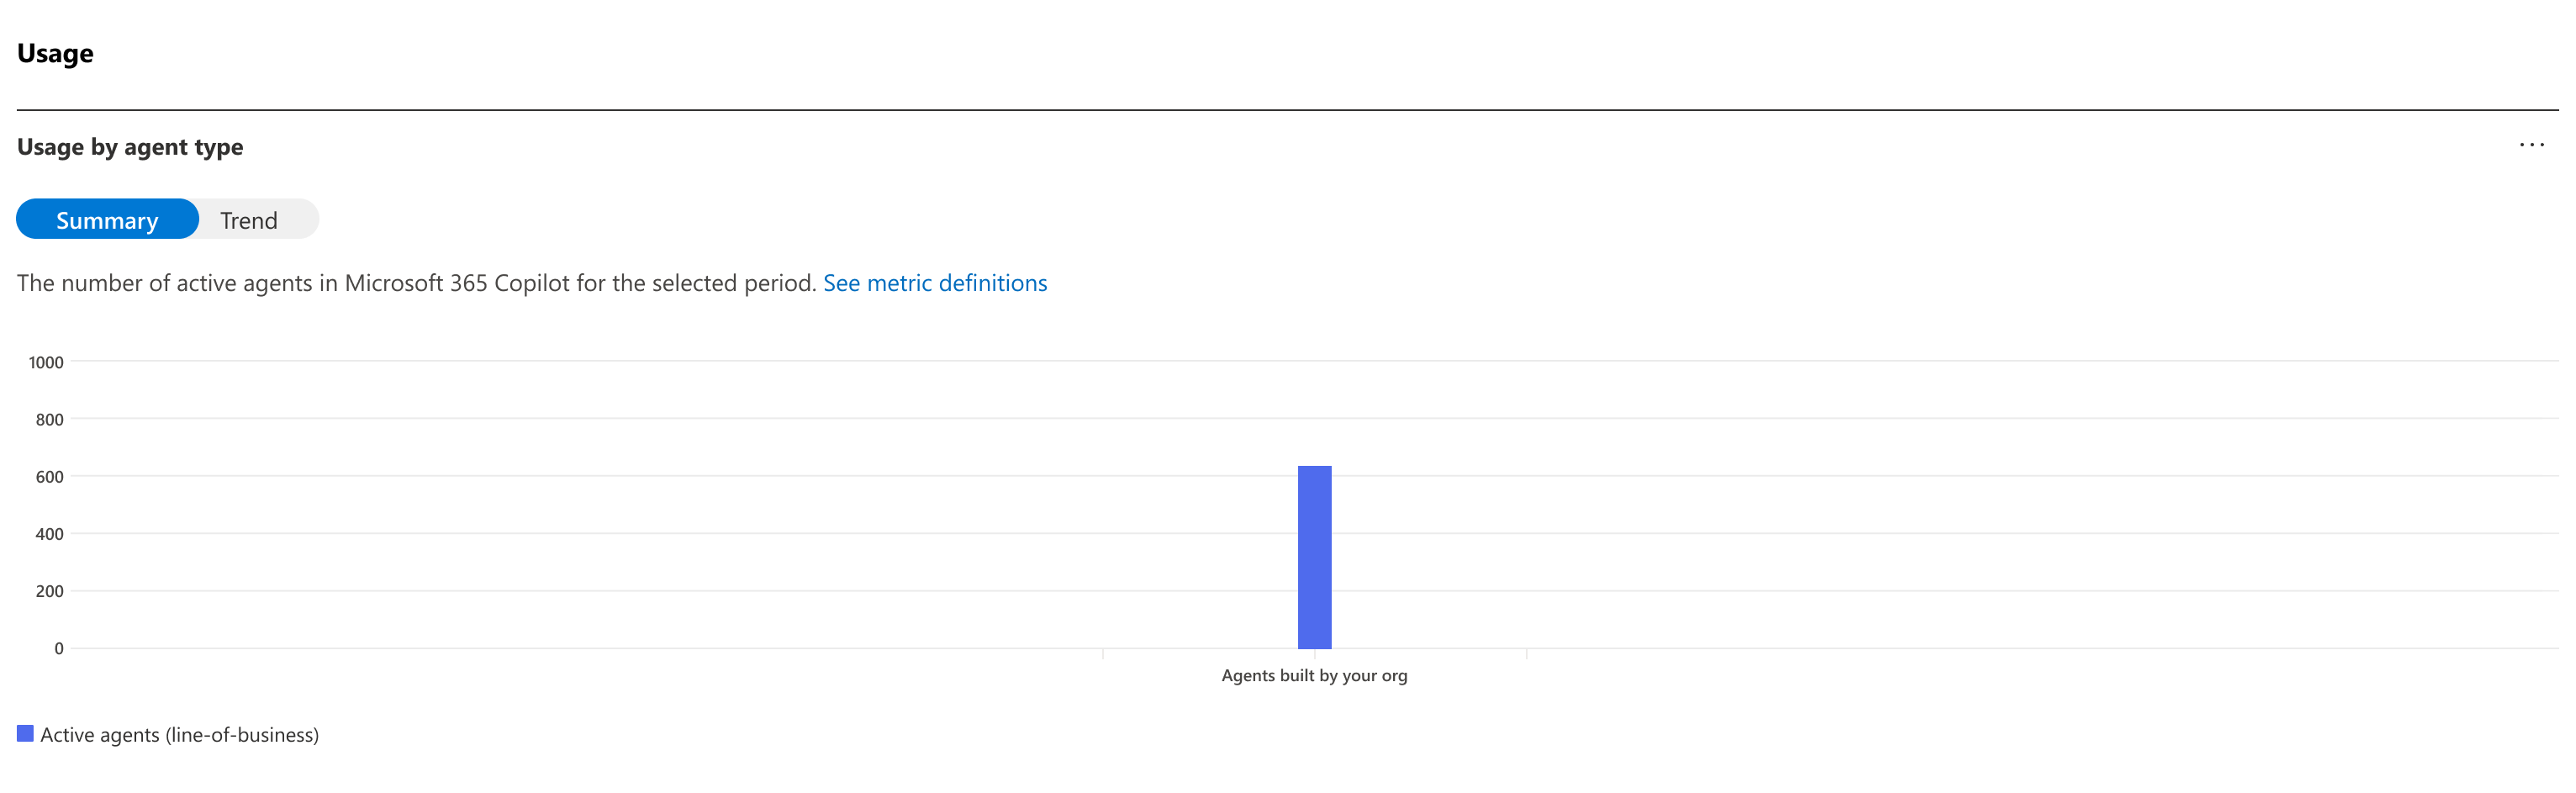 Usage
Usage by agent type
...
Summary
Trend
The number of active agents in Microsoft 365 Copilot for the selected period. See metric definitions
1000
800
600
400
200
0
Agents built by your org
Active agents (line-of-business)